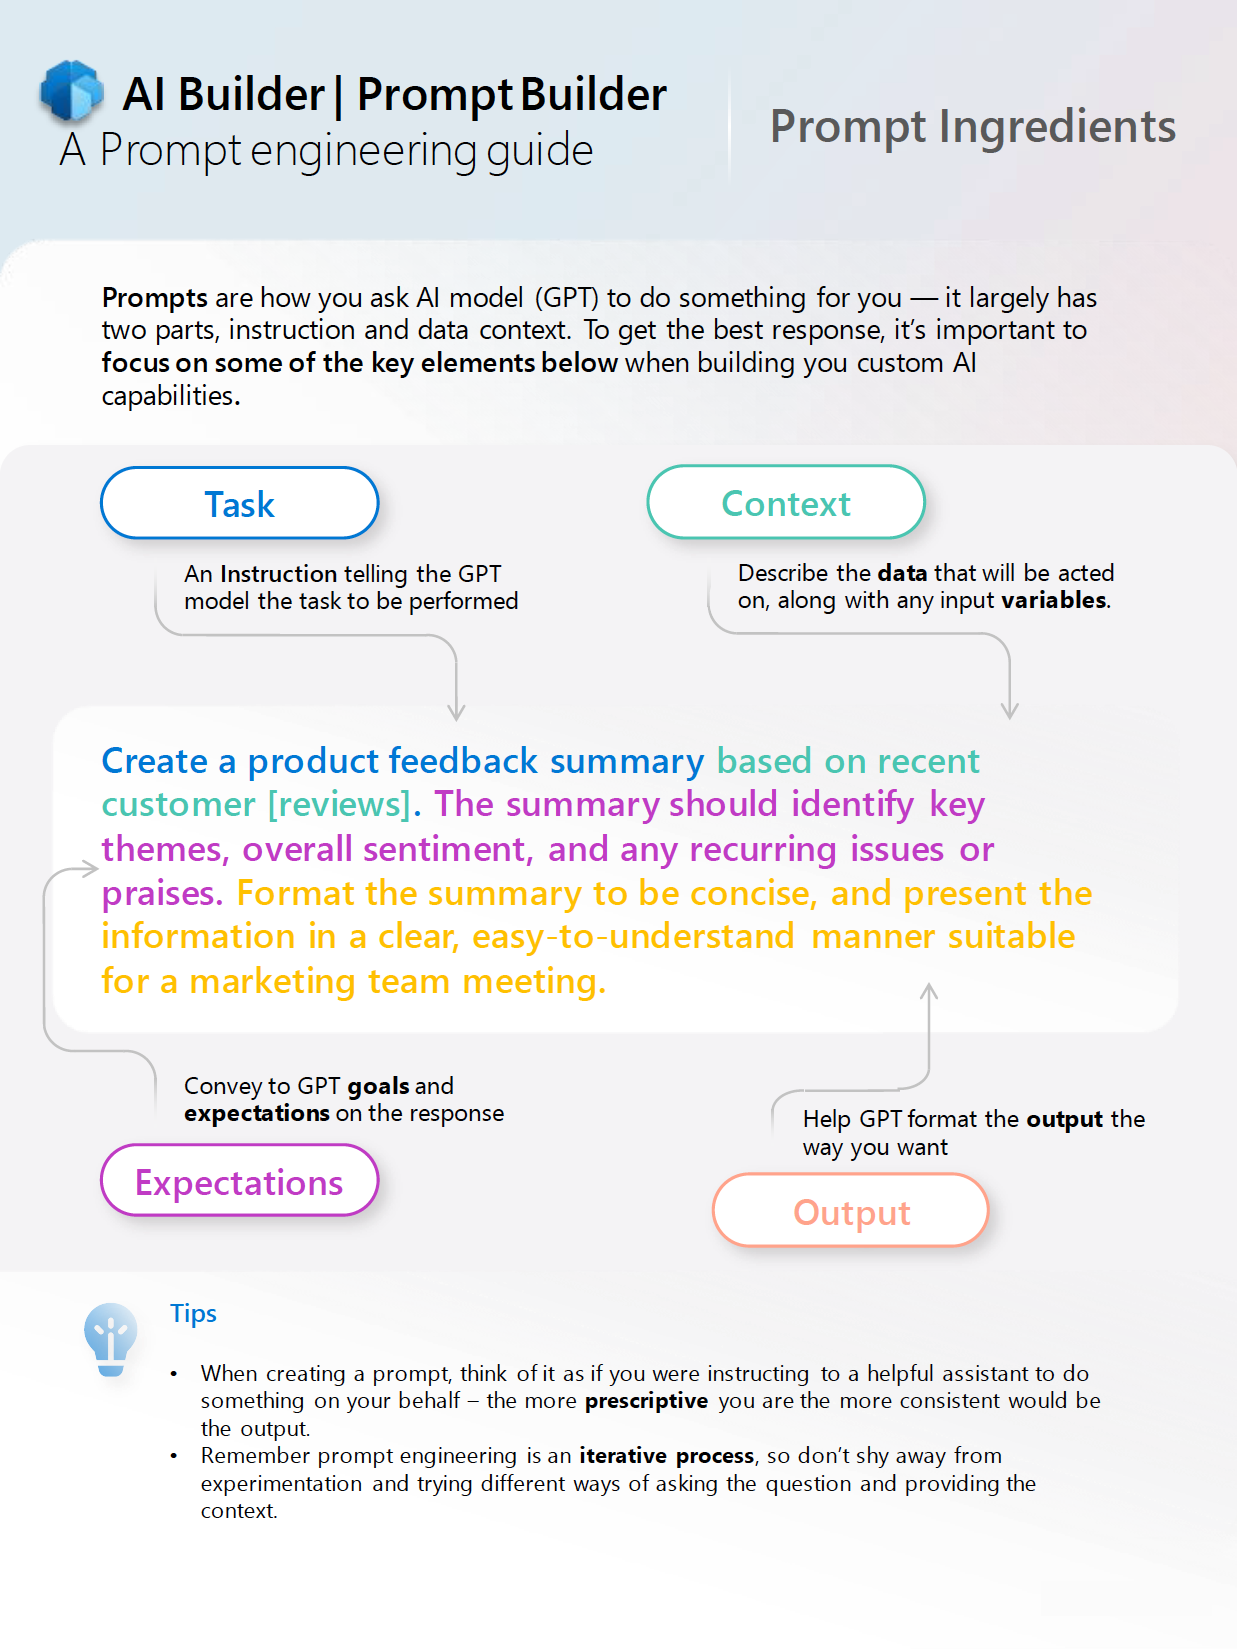 AI Builder | Prompt Builder
A Prompt engineering guide
Prompt Ingredients
Prompts are how you ask AI model (GPT) to do something for you — it largely has
two parts, instruction and data context. To get the best response, it’s important to
focus on some of the key elements below when building you custom AI
capabilities.
Task
Context
An Instruction telling the GPT
model the task to be performed
Describe the data that will be acted
on, along with any input variables.
Create a product feedback summary based on recent
customer [reviews]. The summary should identify key
themes, overall sentiment, and any recurring issues or
praises. Format the summary to be concise, and present the
information in a clear, easy-to-understand manner suitable
for a marketing team meeting.
Convey to GPT goals and
expectations on the response
Expectations
Help GPT format the output the
way you want
Output
Tips
• When creating a prompt, think of it as if you were instructing to a helpful assistant to do
something on your behalf – the more prescriptive you are the more consistent would be
the output.
• Remember prompt engineering is an iterative process, so don’t shy away from
experimentation and trying different ways of asking the question and providing the
context.